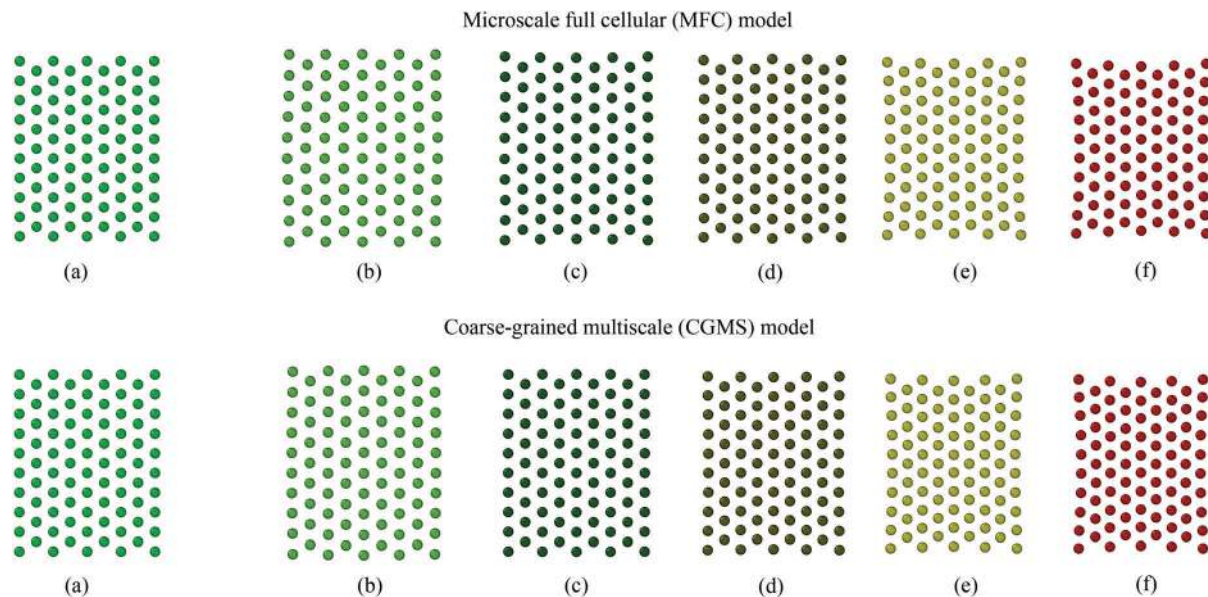 Microscale full cellular (MFC) model
(a) (b) (c) (d) (e) (f)
Coarse-grained multiscale (CGMS) model
(a) (b) (c) (d) (e) (f)